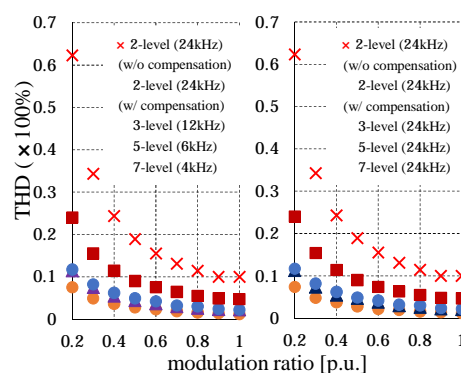 0.7
0.6
0.5
0.4
0.3
0.2
0.1
0
THD (×100%)
× 2-level (24kHz)
(w/o compensation)
2-level (24kHz)
(w/ compensation)
3-level (12kHz)
5-level (6kHz)
7-level (4kHz)
0.2 0.4 0.6 0.8 1
0.7
0.6
0.5
0.4
0.3
0.2
0.1
0
× 2-level (24kHz)
(w/o compensation)
2-level (24kHz)
(w/ compensation)
3-level (24kHz)
5-level (24kHz)
7-level (24kHz)
0.2 0.4 0.6 0.8 1
modulation ratio [p.u.]